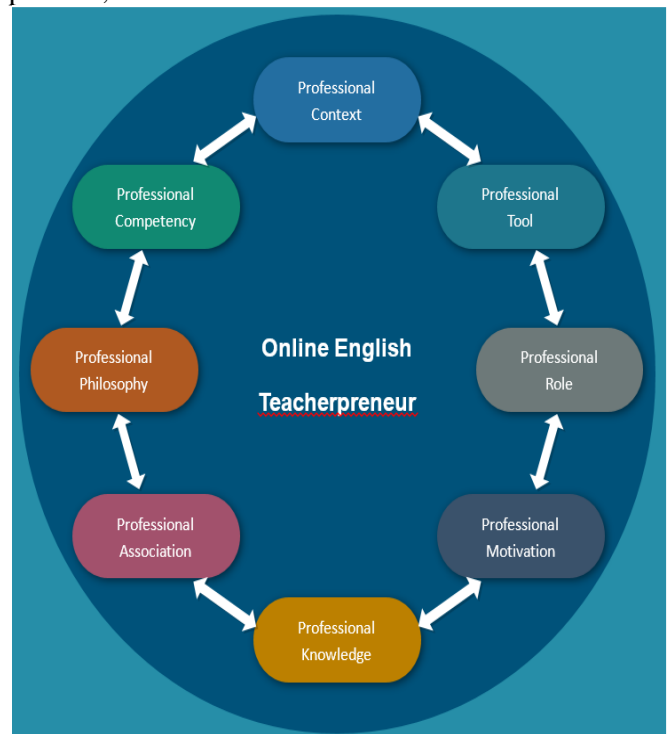 Professional
Context
Professional
Competency
Professional
Tool
Professional
Philosophy
Online English
Teacherpreneur
Professional
Role
Professional
Association
Professional
Motivation
Professional
Knowledge